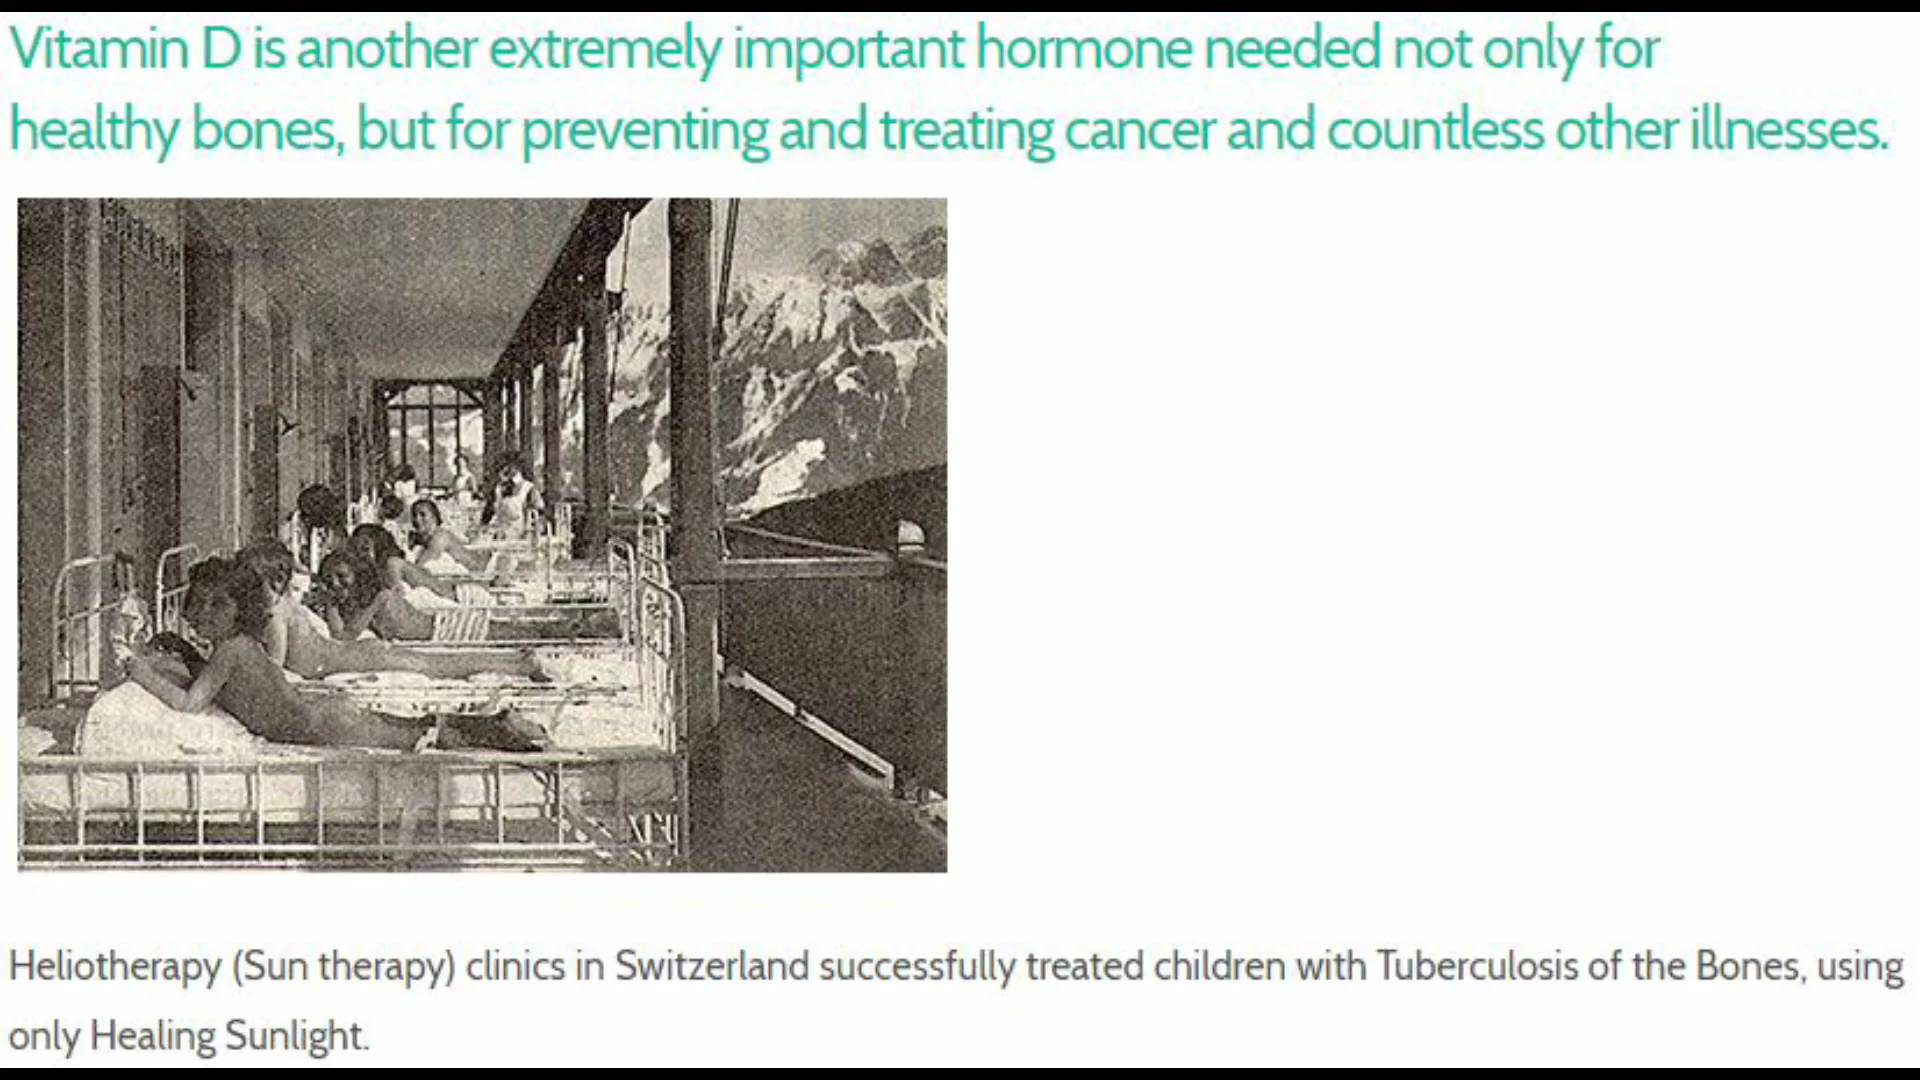 Vitamin D is another extremely important hormone needed not only for
healthy bones, but for preventing and treating cancer and countless other illnesses.
Heliotherapy (Sun therapy) clinics in Switzerland successfully treated children with Tuberculosis of the Bones, using
only Healing Sunlight.